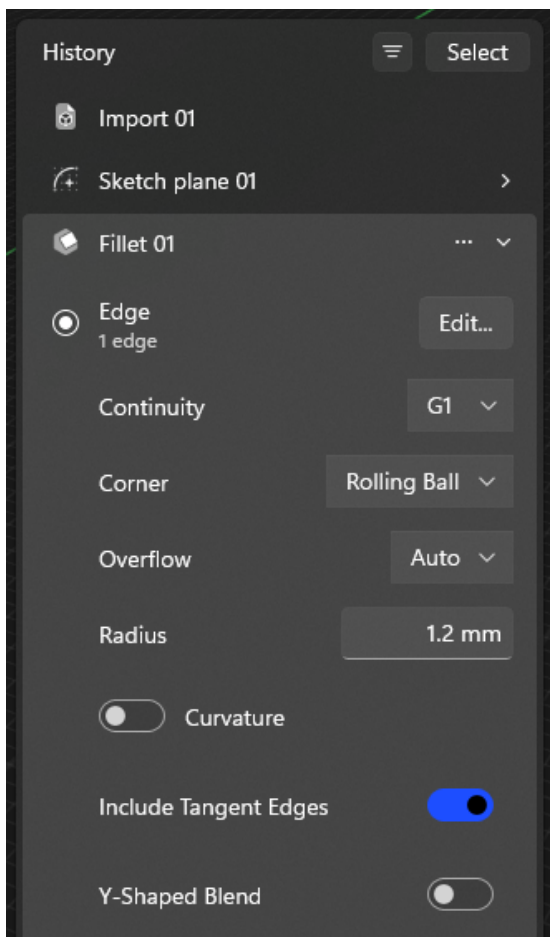 History
Select
Import 01
Sketch plane 01
Fillet 01
Edge
1 edge
Edit...
Continuity
G1
Corner
Rolling Ball
Overflow
Auto
Radius
1.2 mm
Curvature
Include Tangent Edges
Y-Shaped Blend